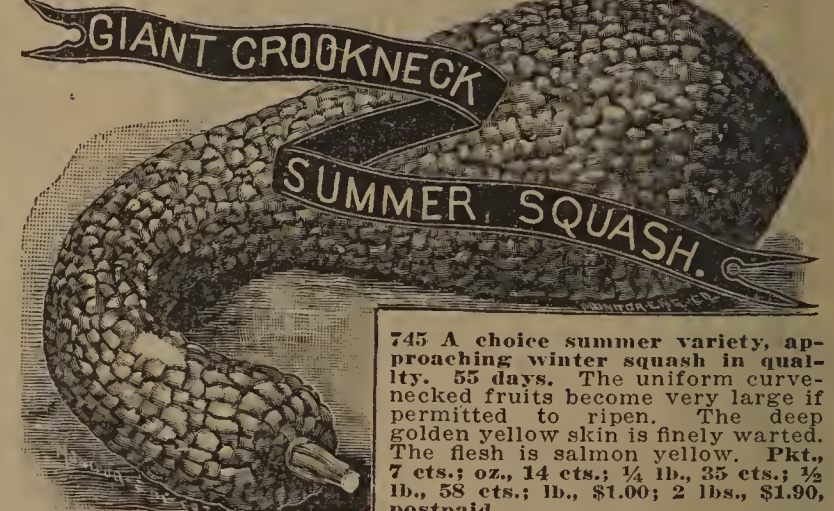 GIANT CROOKNECK
SUMMER SQUASH.
MONITOR ENG. CO.
745 A choice summer variety, ap-
proaching winter squash in qual-
ity. 55 days. The uniform curve-
necked fruits become very large if
permitted to ripen. The deep
golden yellow skin is finely warted.
The flesh is salmon yellow. Pkt.,
7 cts.; oz., 14 cts.; ¼ lb., 35 cts.; ½
lb., 58 cts.; lb., $1.00; 2 lbs., $1.90,
postpaid.